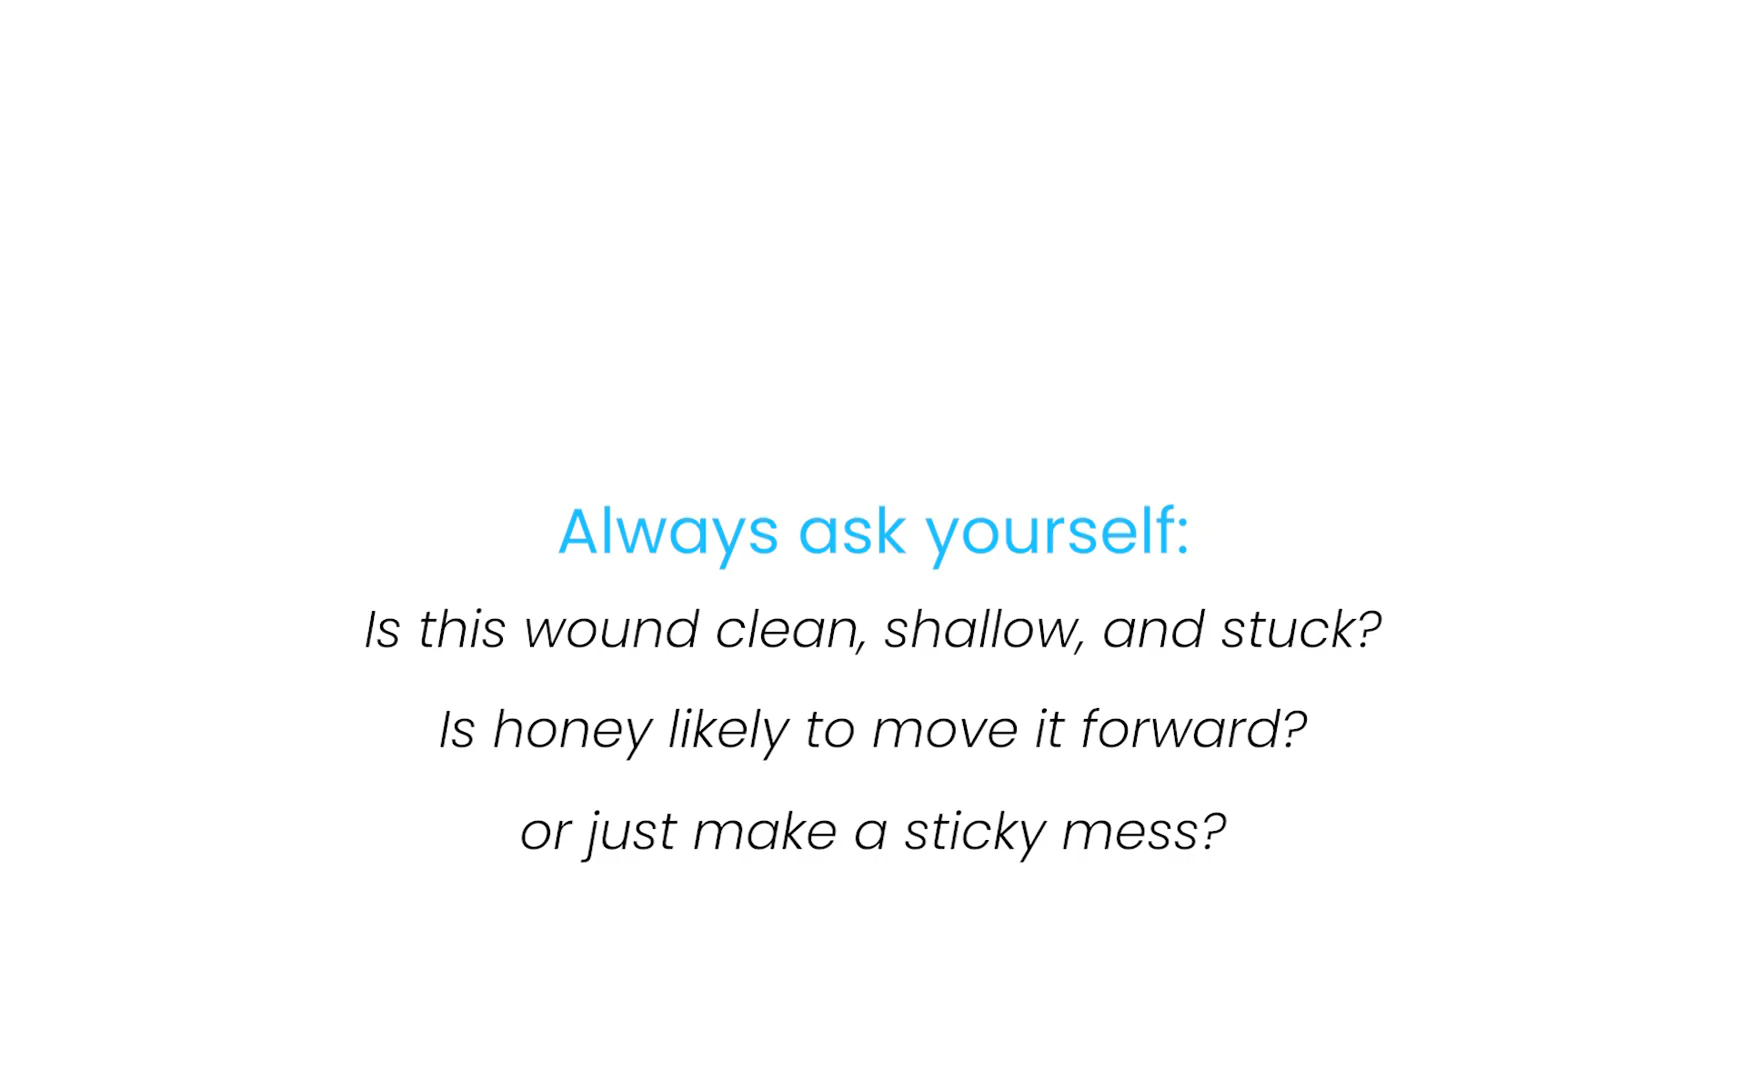 Always ask yourself:
Is this wound clean, shallow, and stuck?
Is honey likely to move it forward?
or just make a sticky mess?